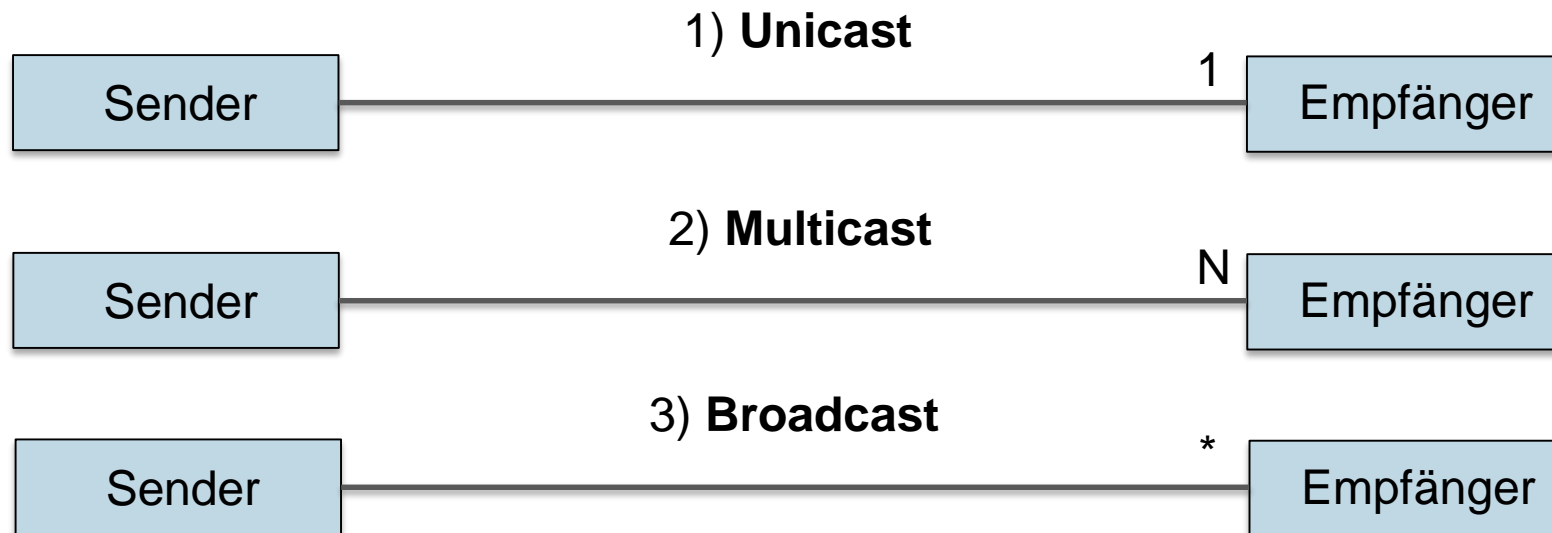 1) Unicast
Sender
1
Empfänger
2) Multicast
Sender
N
Empfänger
3) Broadcast
Sender
*
Empfänger